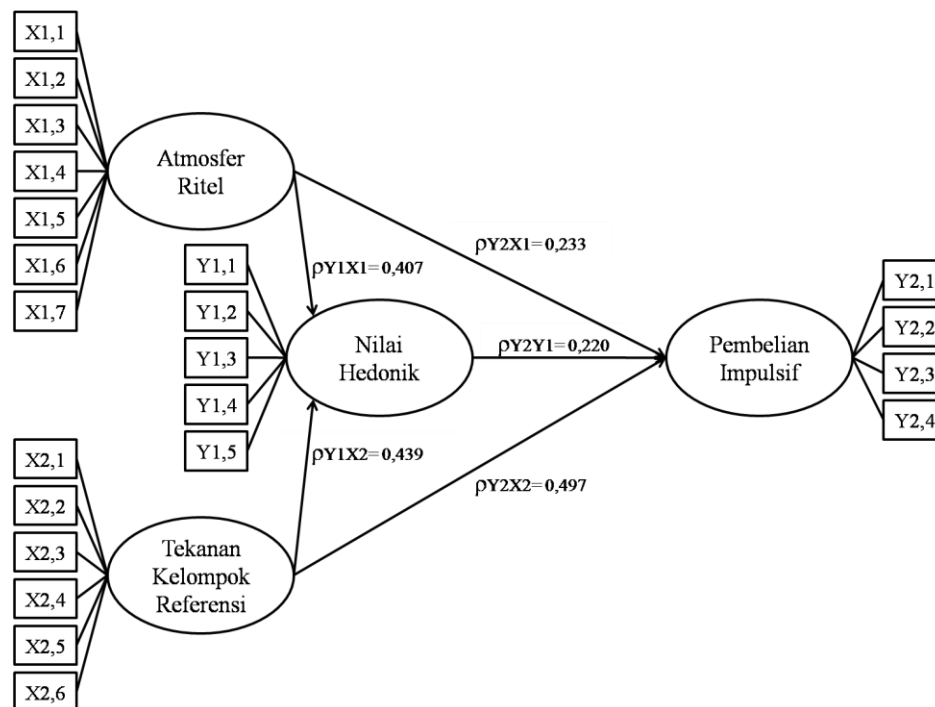 X1,1
X1,2
X1,3
X1,4
X1,5
X1,6
X1,7
Atmosfer
Ritel
ρY2X1=0,233
ρY1X1=0,407
Y1,1
Y1,2
Y1,3
Y1,4
Y1,5
Nilai
Hedonik
ρY2Y1=0,220
Pembelian
Impulsif
Y2,1
Y2,2
Y2,3
Y2,4
ρY1X2=0,439
ρY2X2=0,497
X2,1
X2,2
X2,3
X2,4
X2,5
X2,6
Tekanan
Kelompok
Referensi